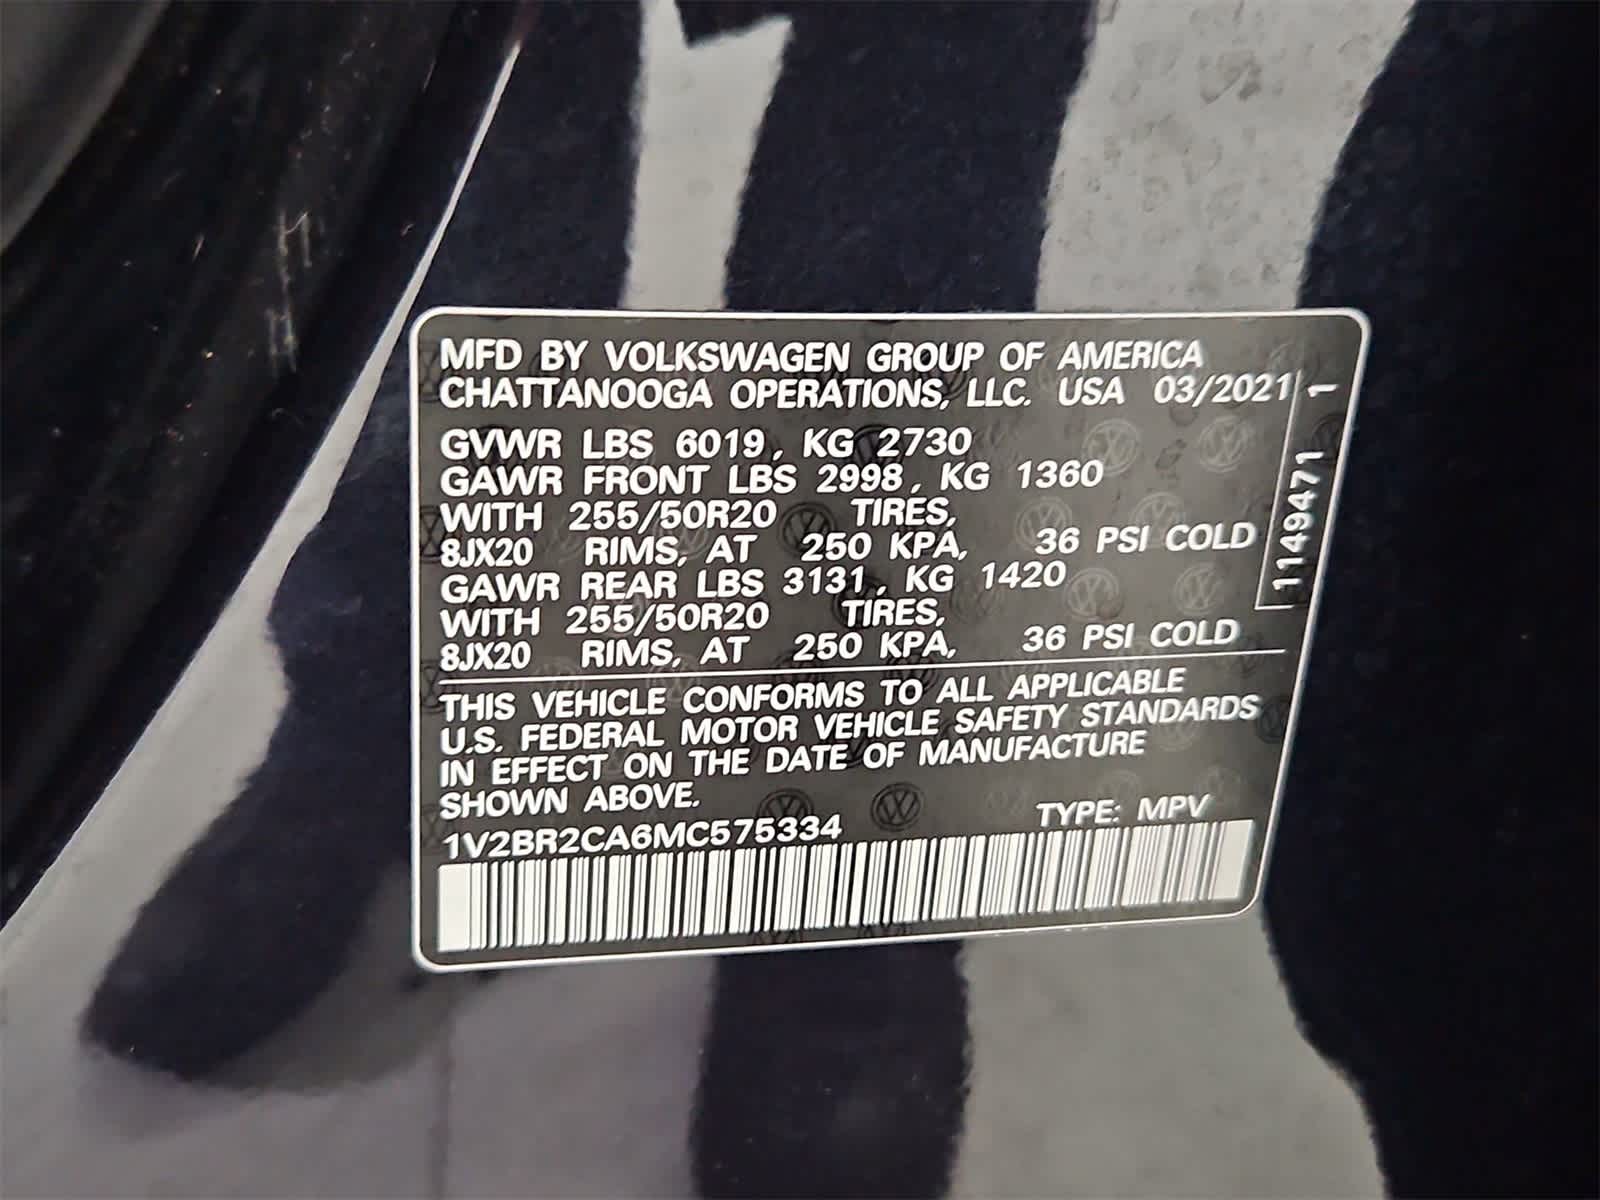 MFD BY VOLKSWAGEN GROUP OF AMERICA
CHATTANOOGA OPERATIONS, LLC. USA 03/2021
GVWR LBS 6019, KG 2730
GAWR FRONT LBS 2998, KG 1360
WITH 255/50R20 TIRES,
8JX20 RIMS, AT 250 KPA, 36 PSI COLD
GAWR REAR LBS 3131, KG 1420
WITH 255/50R20 TIRES,
8JX20 RIMS, AT 250 KPA, 36 PSI COLD
1149471 1
THIS VEHICLE CONFORMS TO ALL APPLICABLE
U.S. FEDERAL MOTOR VEHICLE SAFETY STANDARDS
IN EFFECT ON THE DATE OF MANUFACTURE
SHOWN ABOVE.
1V2BR2CA6MC575334 TYPE: MPV